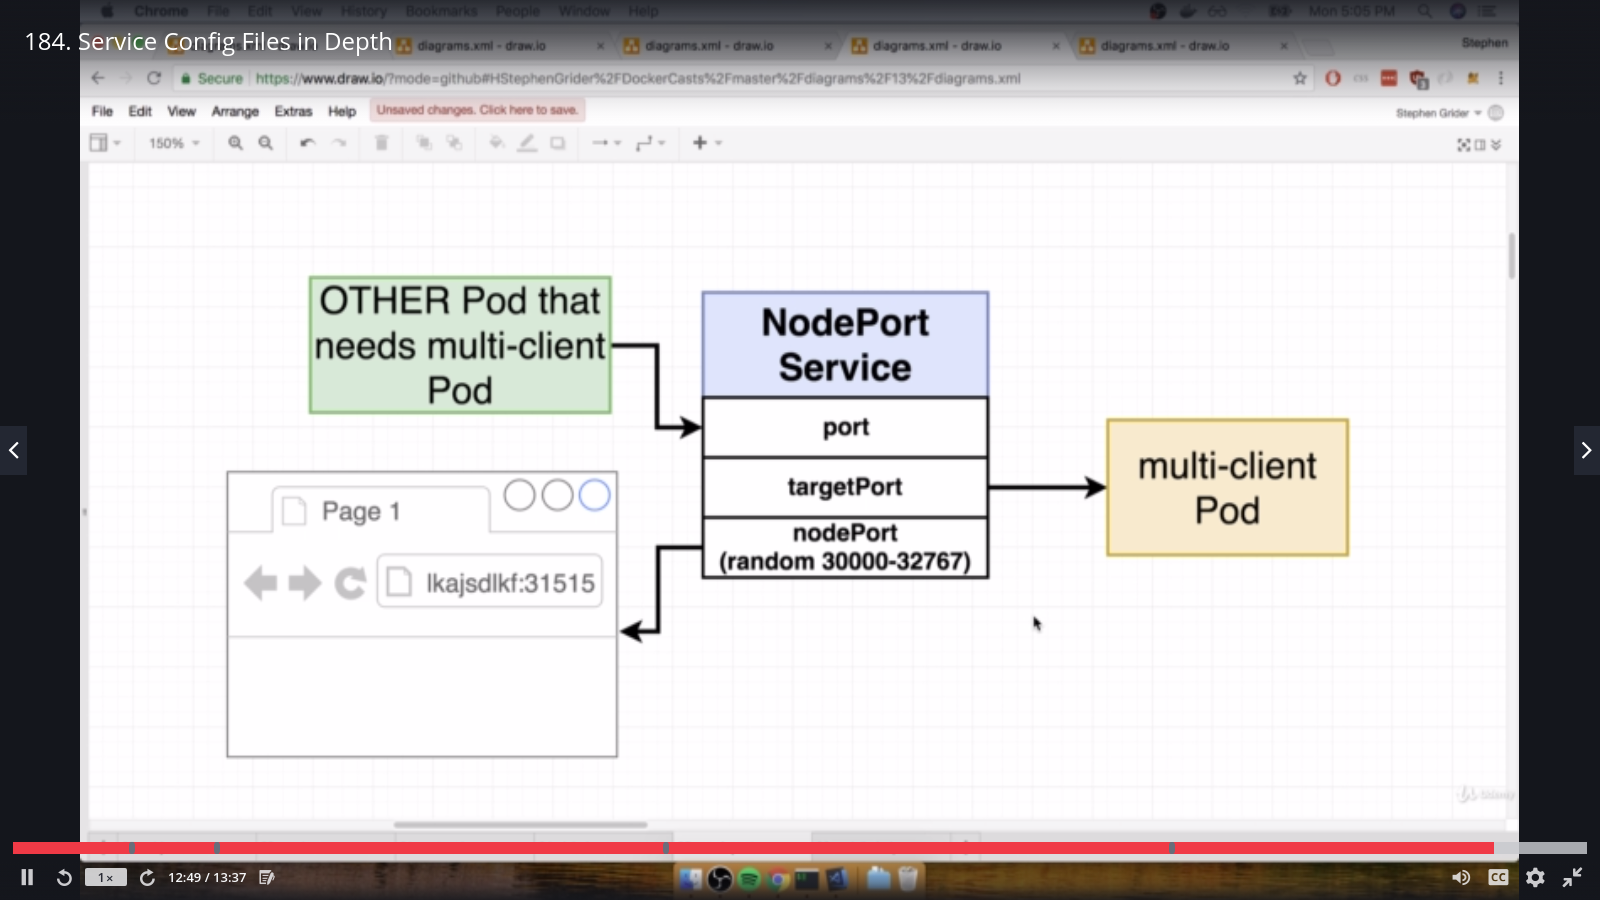 Chrome File Edit View History Bookmarks People Window Help Mon 5:05 PM
184. Service Config Files in Depth
diagrams.xml - draw.io diagrams.xml - draw.io diagrams.xml - draw.io diagrams.xml - draw.io Stephen
Secure https://www.draw.io/?mode=github#HStephenGrider%2FDockerCasts%2Fmaster%2Fdiagrams%2F13%2Fdiagrams.xml
File Edit View Arrange Extras Help Unsaved changes. Click here to save. Stephen Grider
150%
OTHER Pod that
needs multi-client
Pod
NodePort
Service
port
targetPort
nodePort
(random 30000-32767)
multi-client
Pod
Page 1
lkajsdlkf:31515
Udemy
1x 12:49 / 13:37 CC